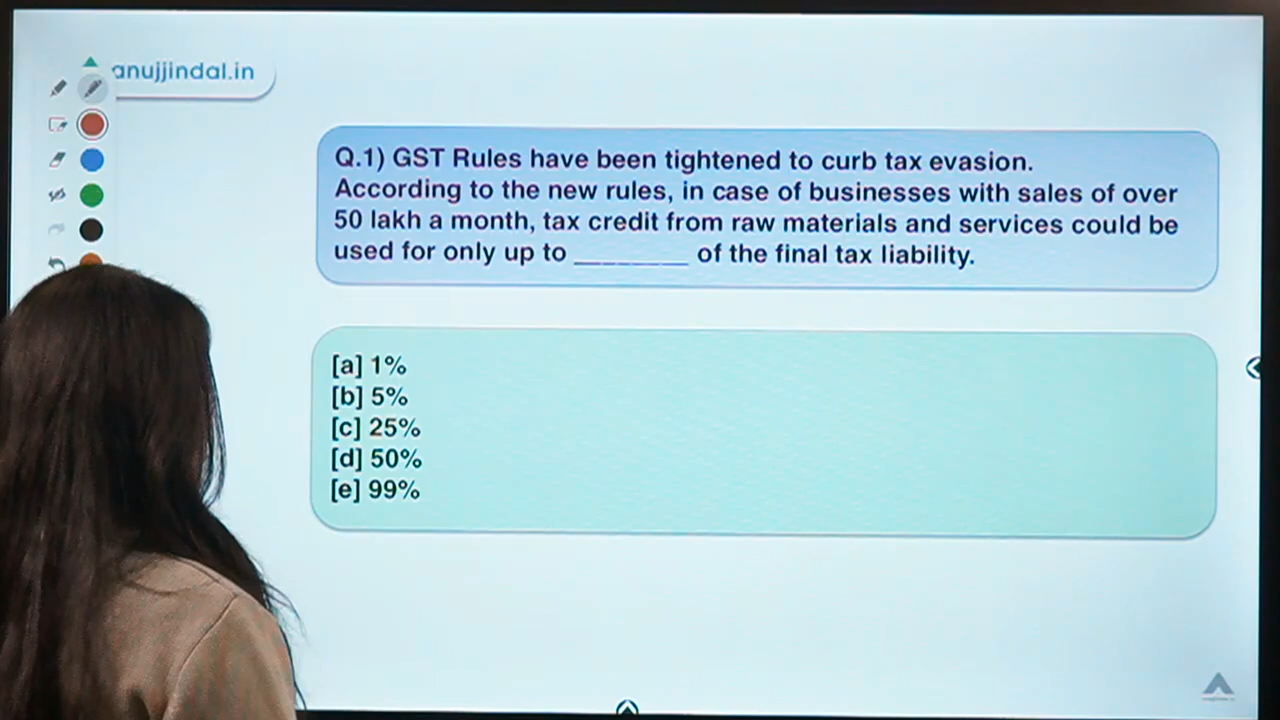 anujjindal.in
Q.1) GST Rules have been tightened to curb tax evasion.
According to the new rules, in case of businesses with sales of over
50 lakh a month, tax credit from raw materials and services could be
used for only up to ________ of the final tax liability.
[a] 1%
[b] 5%
[c] 25%
[d] 50%
[e] 99%